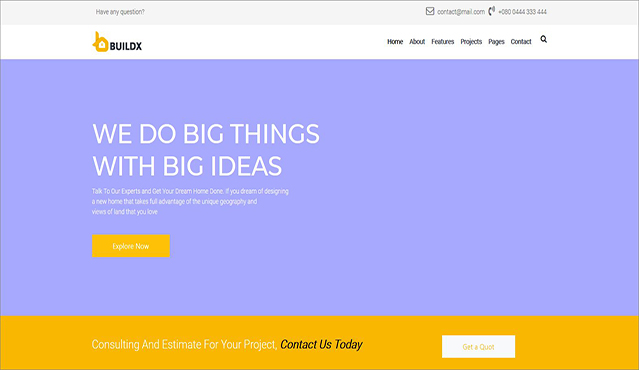 Have any question?
contact@mail.com +080 0444 333 444
BUILDX
Home About Features Projects Pages Contact
WE DO BIG THINGS
WITH BIG IDEAS
Talk To Our Experts and Get Your Dream Home Done. If you dream of designing
a new home that takes full advantage of the unique geography and
views of land that you love.
Explore Now
Consulting And Estimate For Your Project, Contact Us Today
Get a Quot